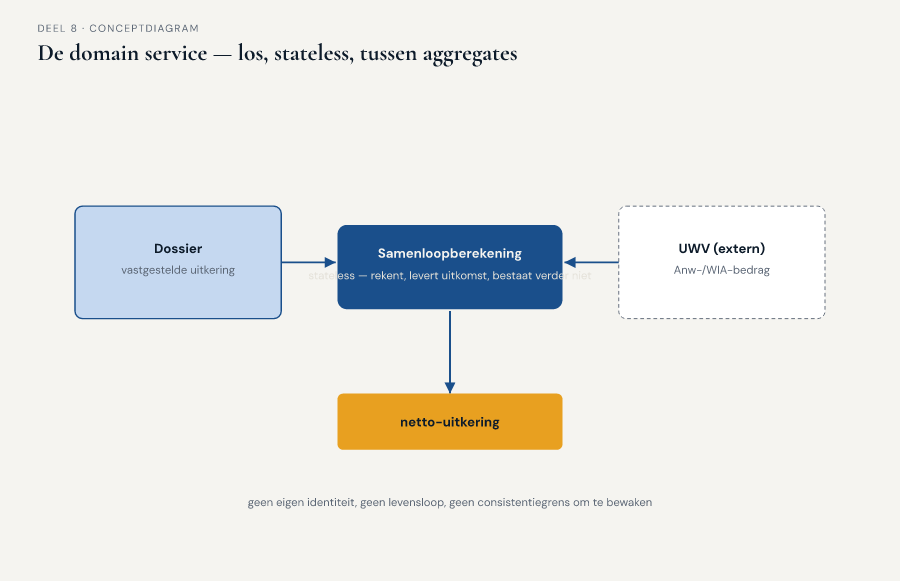 DEEL 8 · CONCEPTDIAGRAM
De domain service — los, stateless, tussen aggregates
Dossier
vastgestelde uitkering
Samenloopberekening
stateless — rekent, levert uitkomst, bestaat verder niet
UWV (extern)
Anw-/WIA-bedrag
netto-uitkering
geen eigen identiteit, geen levensloop, geen consistentiegrens om te bewaken